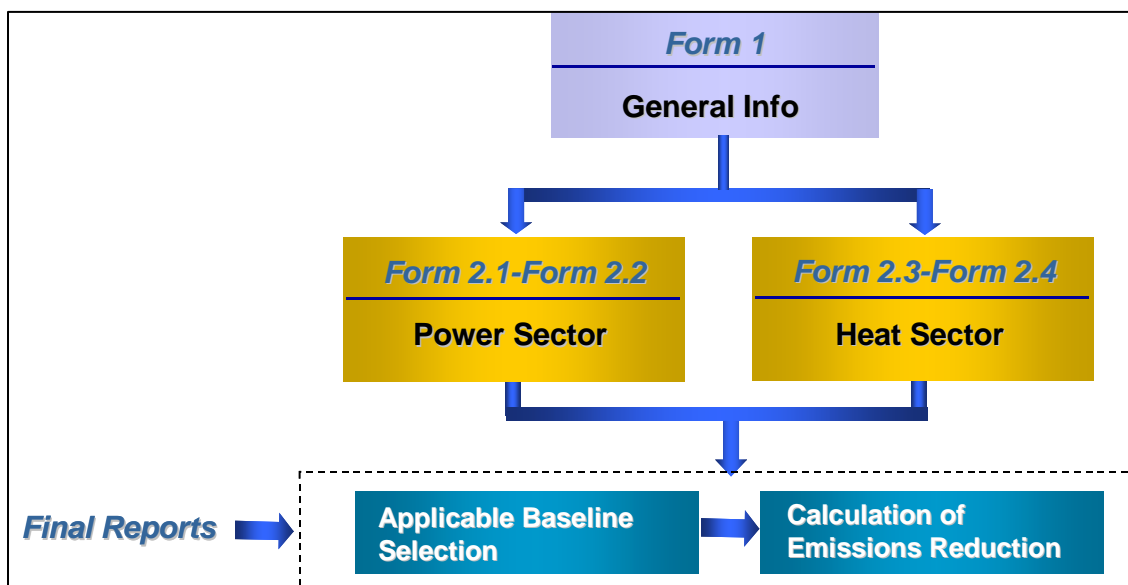 Form 1
General Info
Form 2.1-Form 2.2
Power Sector
Form 2.3-Form 2.4
Heat Sector
Final Reports
Applicable Baseline
Selection
Calculation of
Emissions Reduction